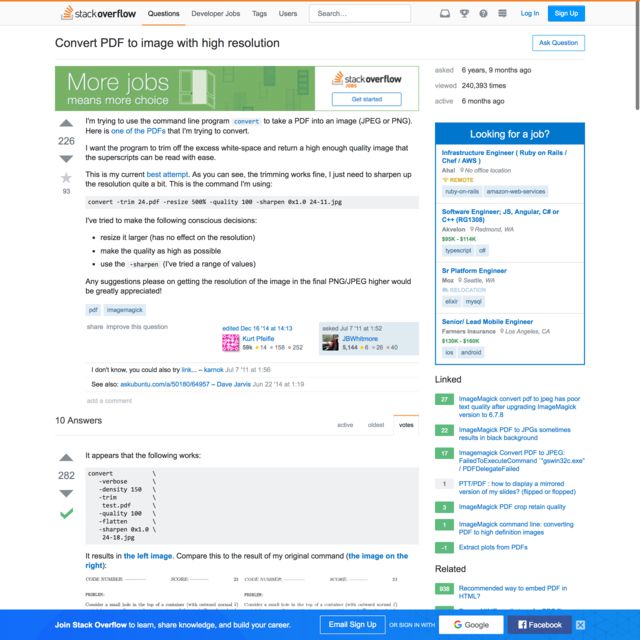 stackoverflow Questions Developer Jobs Tags Users Search... Log In Sign Up
Convert PDF to image with high resolution
Ask Question
More jobs
means more choice
stackoverflow
JOBS
Get started
226
93
I'm trying to use the command line program convert to take a PDF into an image (JPEG or PNG).
Here is one of the PDFs that I'm trying to convert.
I want the program to trim off the excess white-space and return a high enough quality image that
the superscripts can be read with ease.
This is my current best attempt. As you can see, the trimming works fine, I just need to sharpen up
the resolution quite a bit. This is the command I'm using:
convert -trim 24.pdf -resize 500% -quality 100 -sharpen 0x1.0 24-11.jpg
I've tried to make the following conscious decisions:
• resize it larger (has no effect on the resolution)
• make the quality as high as possible
• use the -sharpen (I've tried a range of values)
Any suggestions please on getting the resolution of the image in the final PNG/JPEG higher would
be greatly appreciated!
pdf imagemagick
share improve this question
edited Dec 16 '14 at 14:13
Kurt Pfeifle
59k 14 158 252
asked Jul 7 '11 at 1:52
JBWhitmore
5,144 6 26 40
I don't know, you could also try link... – karnok Jul 7 '11 at 1:56
See also: askubuntu.com/a/50180/64957 – Dave Jarvis Jun 22 '14 at 1:19
add a comment
10 Answers
active oldest votes
282
It appears that the following works:
convert \
-verbose \
-density 150 \
-trim \
test.pdf \
-quality 100 \
-flatten \
-sharpen 0x1.0 \
24-18.jpg
It results in the left image. Compare this to the result of my original command (the image on the
right):
CODE NUMBER: SCORE: 23 CODE NUMBER: SCORE: 23
PROBLEM: PROBLEM:
Consider a small hole in the top of a container (with outward normal i) Consider a small hole in the top of a container (with outward normal i)
asked 6 years, 9 months ago
viewed 240,393 times
active 6 months ago
Looking for a job?
Infrastructure Engineer ( Ruby on Rails /
Chef / AWS )
Aha! No office location
REMOTE
ruby-on-rails amazon-web-services
Software Engineer; JS, Angular, C# or
C++ (RG1308)
Akvelon Redmond, WA
$95K - $114K
typescript c#
Sr Platform Engineer
Moz Seattle, WA
RELOCATION
elixir mysql
Senior/ Lead Mobile Engineer
Farmers Insurance Los Angeles, CA
$130K - $160K
ios android
Linked
27 ImageMagick convert pdf to jpeg has poor
text quality after upgrading ImageMagick
version to 6.7.8
22 ImageMagick PDF to JPGs sometimes
results in black background
17 Imagemagick Convert PDF to JPEG:
FailedToExecuteCommand `"gswin32c.exe"
/ PDFDelegateFailed
1 PTT/PDF : how to display a mirrored
version of my slides? (flipped or flopped)
3 ImageMagick PDF crop retain quality
1 ImageMagick command line: converting
PDF to high definition images
-1 Extract plots from PDFs
Related
938 Recommended way to embed PDF in
HTML?
Join Stack Overflow to learn, share knowledge, and build your career. Email Sign Up OR SIGN IN WITH Google Facebook